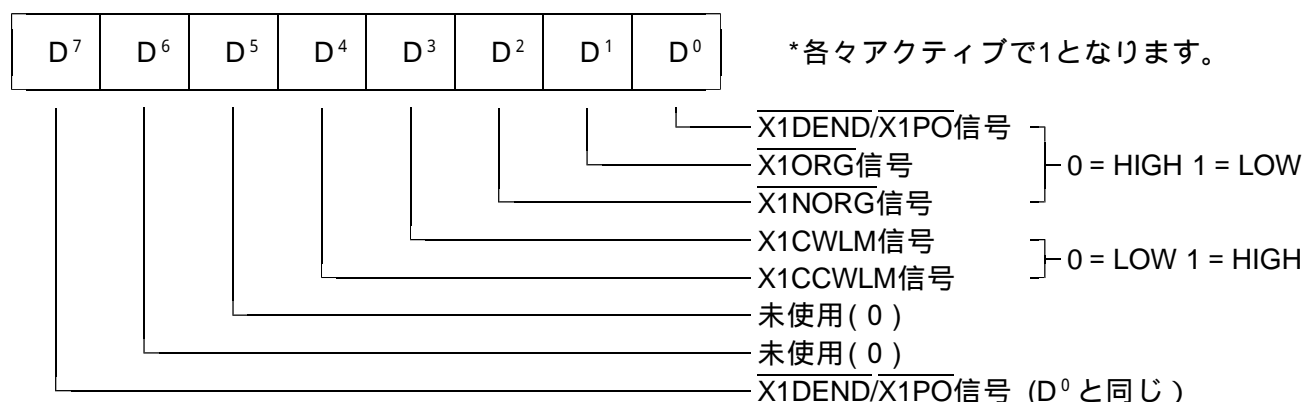 D⁷ D⁶ D⁵ D⁴ D³ D² D¹ D⁰ *各々アクティブで1となります。
X1DEND/X1PO信号
X1ORG信号 0 = HIGH 1 = LOW
X1NORG信号
X1CWLM信号
X1CCWLM信号 0 = LOW 1 = HIGH
未使用( 0 )
未使用( 0 )
X1DEND/X1PO信号 (D⁰と同じ )